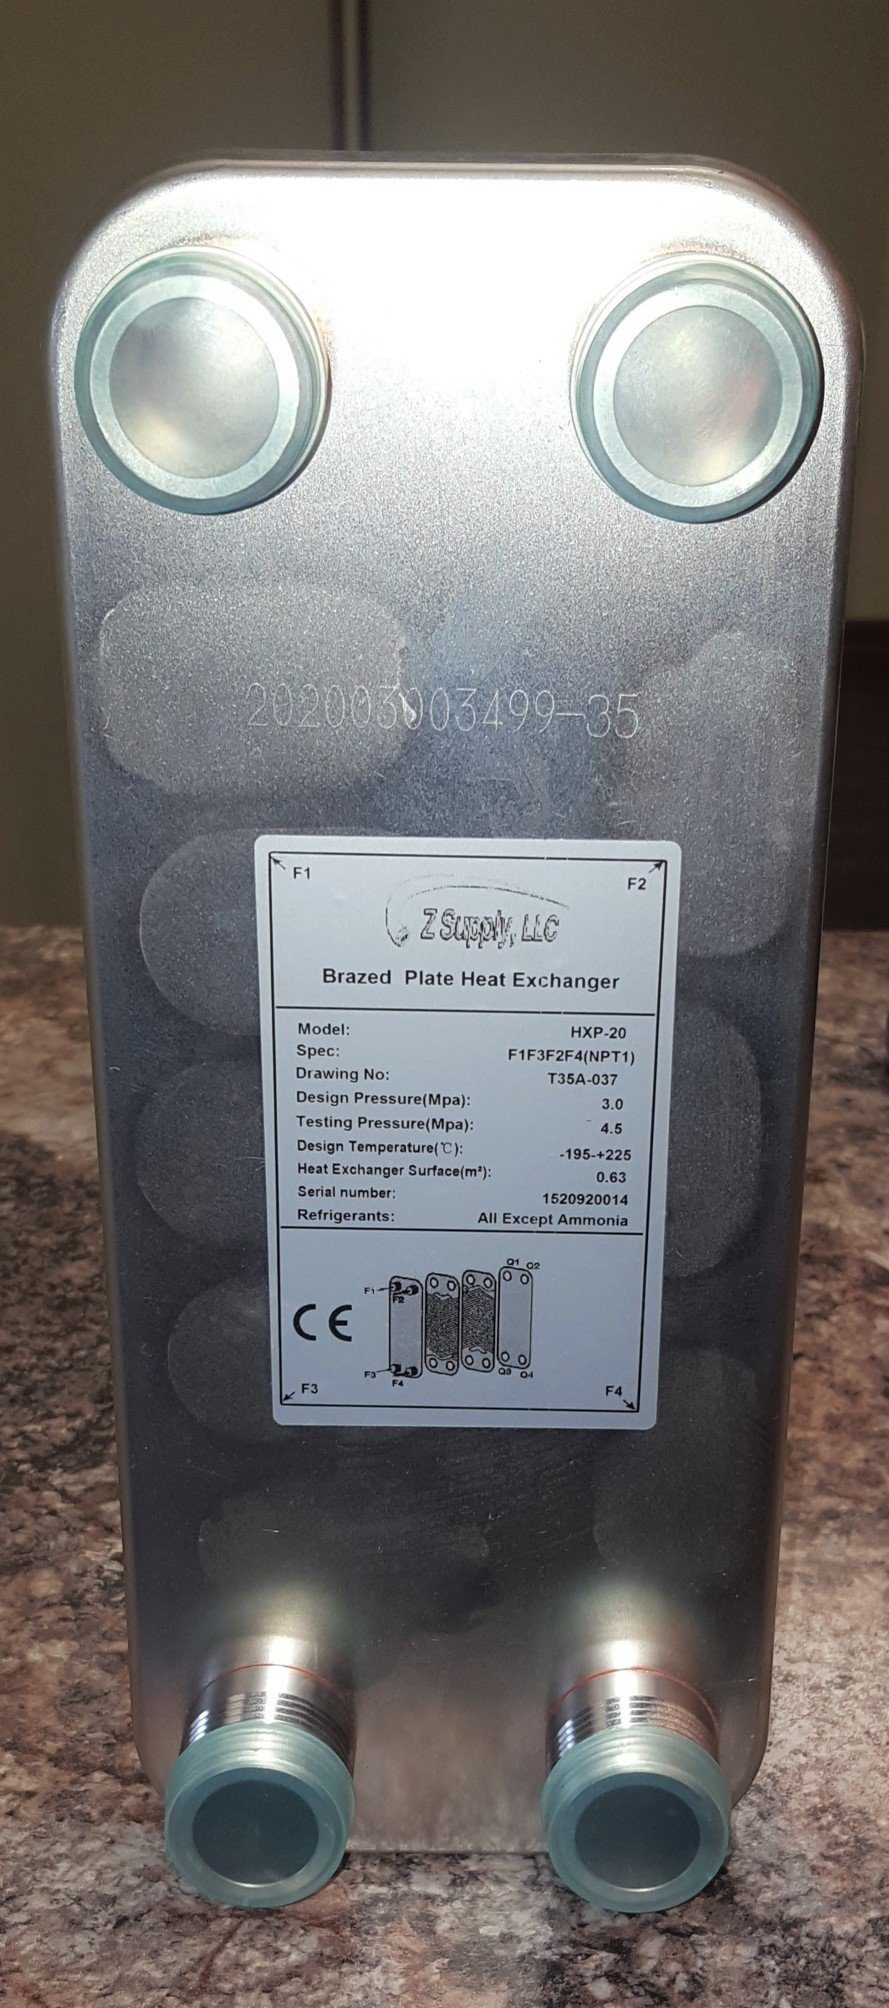 202003003499-35
F1
F2
Z Supply, LLC
Brazed Plate Heat Exchanger
Model: HXP-20
Spec: F1F3F2F4(NPT1)
Drawing No: T35A-037
Design Pressure(Mpa): 3.0
Testing Pressure(Mpa): 4.5
Design Temperature(℃): -195-+225
Heat Exchanger Surface(m²): 0.63
Serial number: 1520920014
Refrigerants: All Except Ammonia
CE
F1
F2
F3
F4
Q1 Q2
Q3 Q4
F3
F4